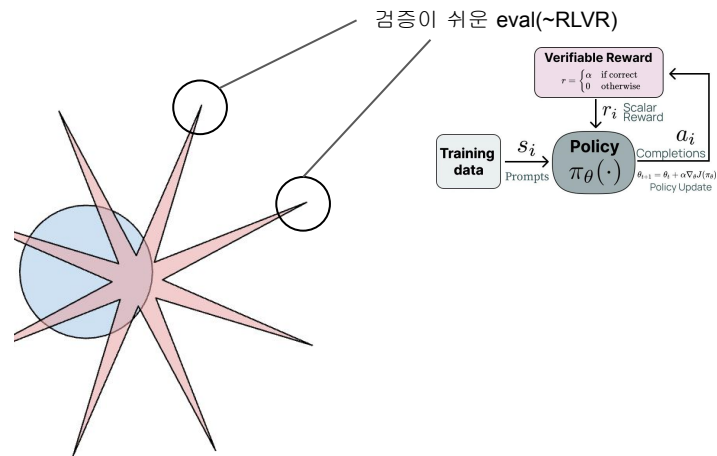 검증이 쉬운 eval(~RLVR)
Verifiable Reward
r = { α if correct
0 otherwise
r_i Scalar
Reward
Training
data
s_i
Prompts
Policy
π_θ(·)
a_i
Completions
θ_{t+1} = θ_t + α∇_θJ(π_θ)
Policy Update